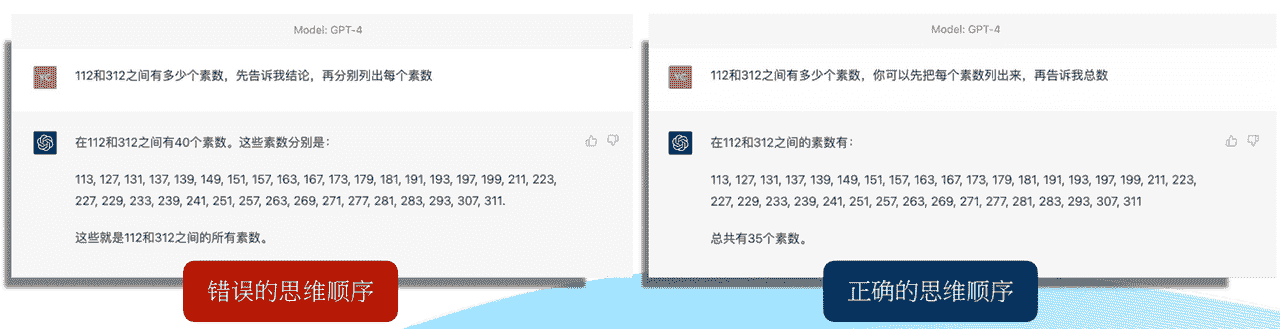 Model: GPT-4
112和312之间有多少个素数，先告诉我结论，再分别列出每个素数
在112和312之间有40个素数。这些素数分别是：
113, 127, 131, 137, 139, 149, 151, 157, 163, 167, 173, 179, 181, 191, 193, 197, 199, 211, 223,
227, 229, 233, 239, 241, 251, 257, 263, 269, 271, 277, 281, 283, 293, 307, 311.
这些就是112和312之间的所有素数。
错误的思维顺序
Model: GPT-4
112和312之间有多少个素数，你可以先把每个素数列出来，再告诉我总数
在112和312之间的素数有：
113, 127, 131, 137, 139, 149, 151, 157, 163, 167, 173, 179, 181, 191, 193, 197, 199, 211, 223,
227, 229, 233, 239, 241, 251, 257, 263, 269, 271, 277, 281, 283, 293, 307, 311
总共有35个素数。
正确的思维顺序